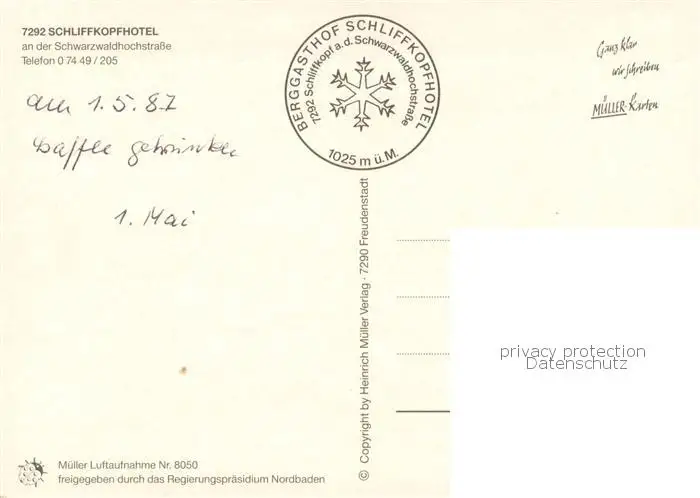 7292 SCHLIFFKOPFHOTEL
an der Schwarzwaldhochstraße
Telefon 0 74 49 / 205
am 1.5.87
Kaffee getrunken
1. Mai
BERGGASTHOF SCHLIFFKOPFHOTEL
7292 Schliffkopf a.d. Schwarzwaldhochstraße
1025 m ü.M.
Ganz klar
wir schreiben
MÜLLER-Karten
© Copyright by Heinrich Müller Verlag · 7290 Freudenstadt
privacy protection
Datenschutz
Müller Luftaufnahme Nr. 8050
freigegeben durch das Regierungspräsidium Nordbaden